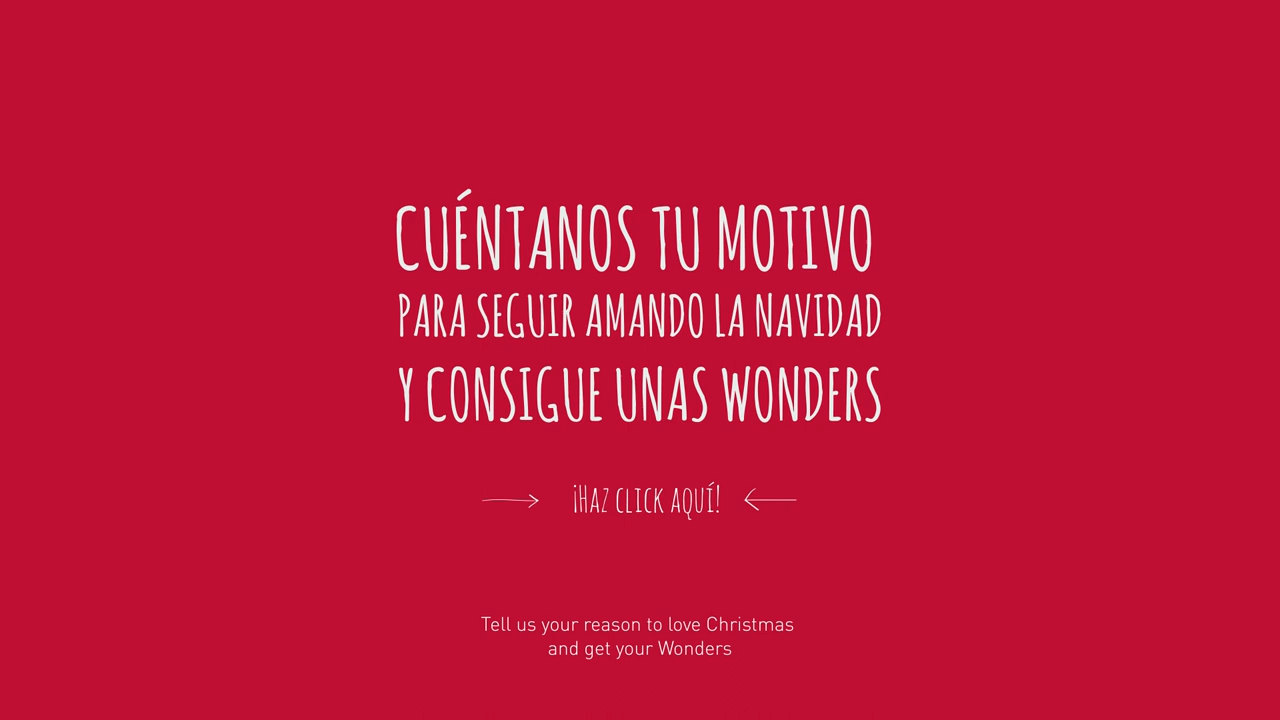 CUÉNTANOS TU MOTIVO
PARA SEGUIR AMANDO LA NAVIDAD
Y CONSIGUE UNAS WONDERS
¡HAZ CLICK AQUÍ!
Tell us your reason to love Christmas
and get your Wonders